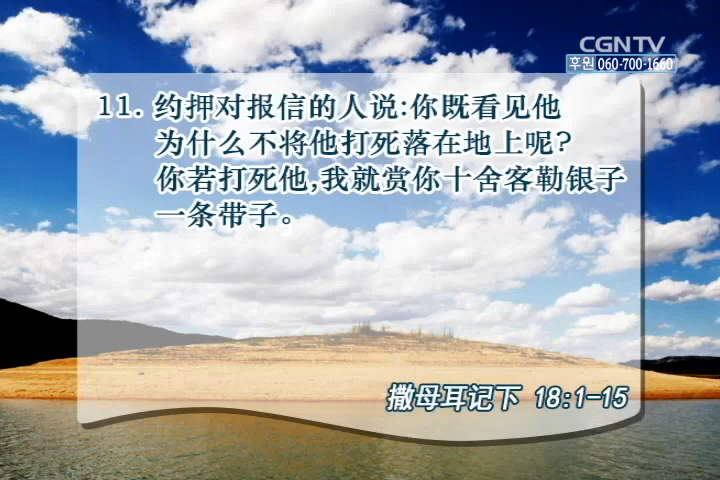 CGNTV
후원 060-700-1660
11. 约押对报信的人说:你既看见他
为什么不将他打死落在地上呢?
你若打死他,我就赏你十舍客勒银子
一条带子。
撒母耳记下 18:1-15